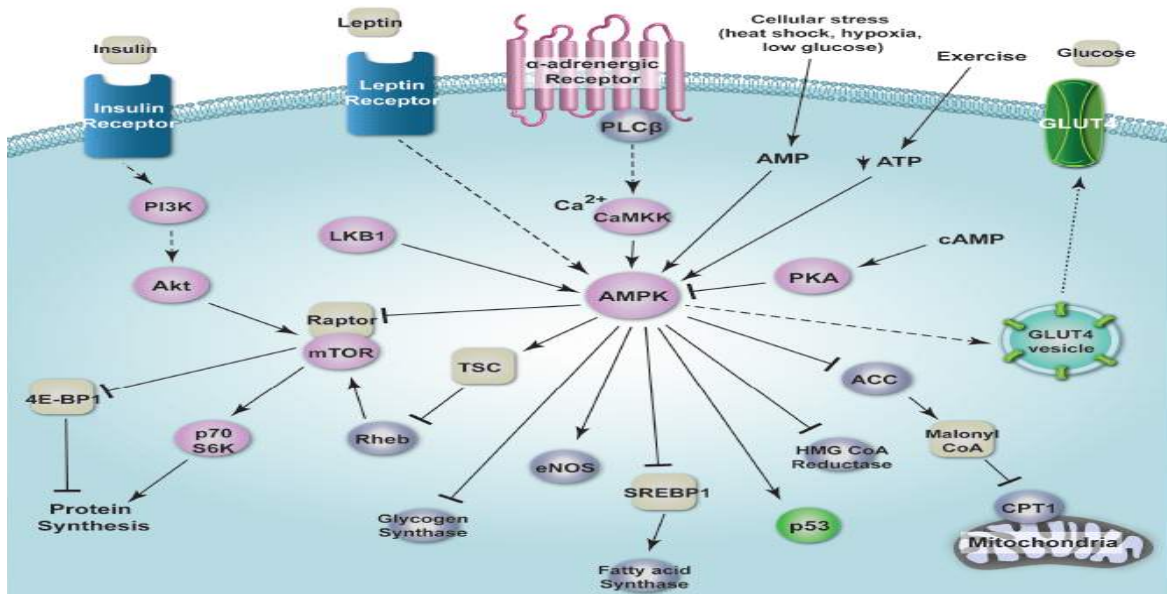 Insulin
Insulin
Receptor
PI3K
Akt
Leptin
Leptin
Receptor
α-adrenergic
Receptor
PLCβ
Ca2+
CaMKK
LKB1
Cellular stress
(heat shock, hypoxia,
low glucose)
Exercise
AMP
ATP
Glucose
GLUT4
cAMP
PKA
AMPK
GLUT4
vesicle
Raptor
mTOR
TSC
Rheb
4E-BP1
p70
S6K
Protein
Synthesis
Glycogen
Synthase
eNOS
SREBP1
Fatty acid
Synthase
p53
HMG CoA
Reductase
ACC
Malonyl
CoA
CPT1
Mitochondria